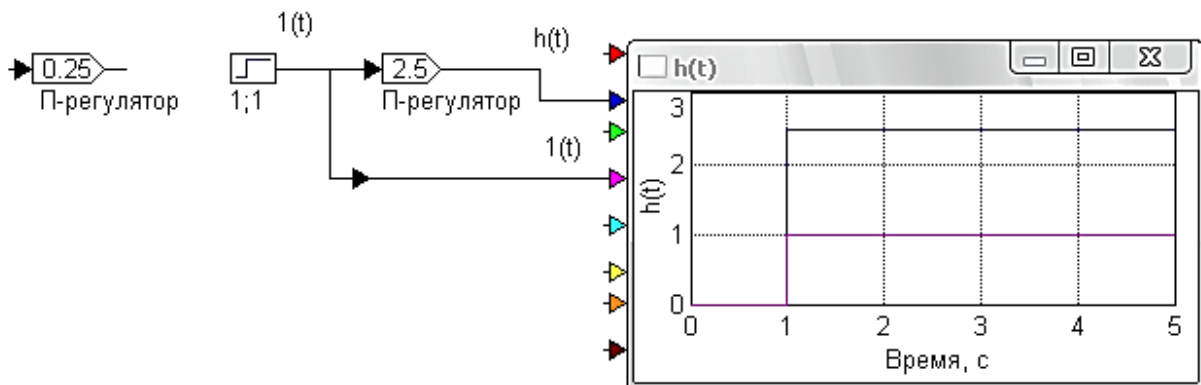 1(t)
h(t)
0.25
П-регулятор
1;1
2.5
П-регулятор
1(t)
h(t)
h(t)
3
2
1
0
0 1 2 3 4 5
Время, с